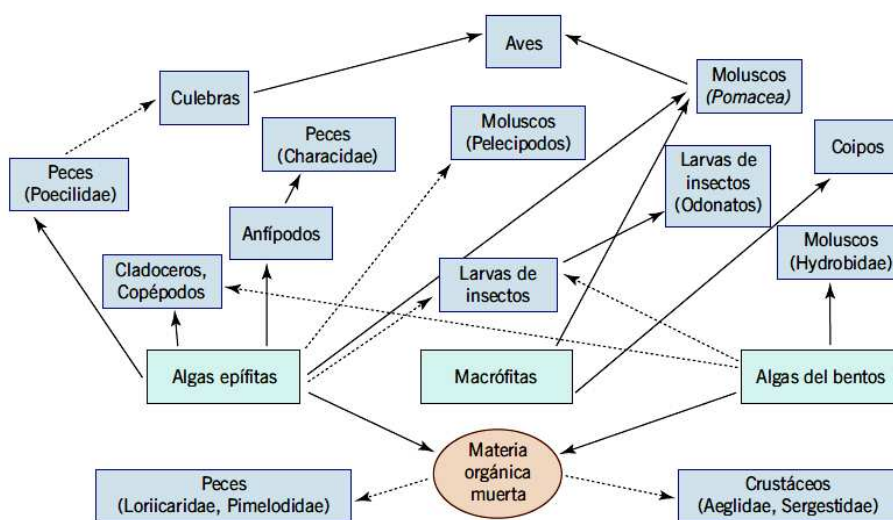 Aves
Moluscos
(Pomacea)
Culebras
Peces
(Characidae)
Moluscos
(Pelecipodos)
Coipos
Peces
(Poecilidae)
Larvas de
insectos
(Odonatos)
Anfípodos
Cladoceros,
Copépodos
Larvas de
insectos
Moluscos
(Hydrobidae)
Algas epífitas
Macrófitas
Algas del bentos
Materia
orgánica
muerta
Peces
(Loriicaridae, Pimelodidae)
Crustáceos
(Aeglidae, Sergestidae)